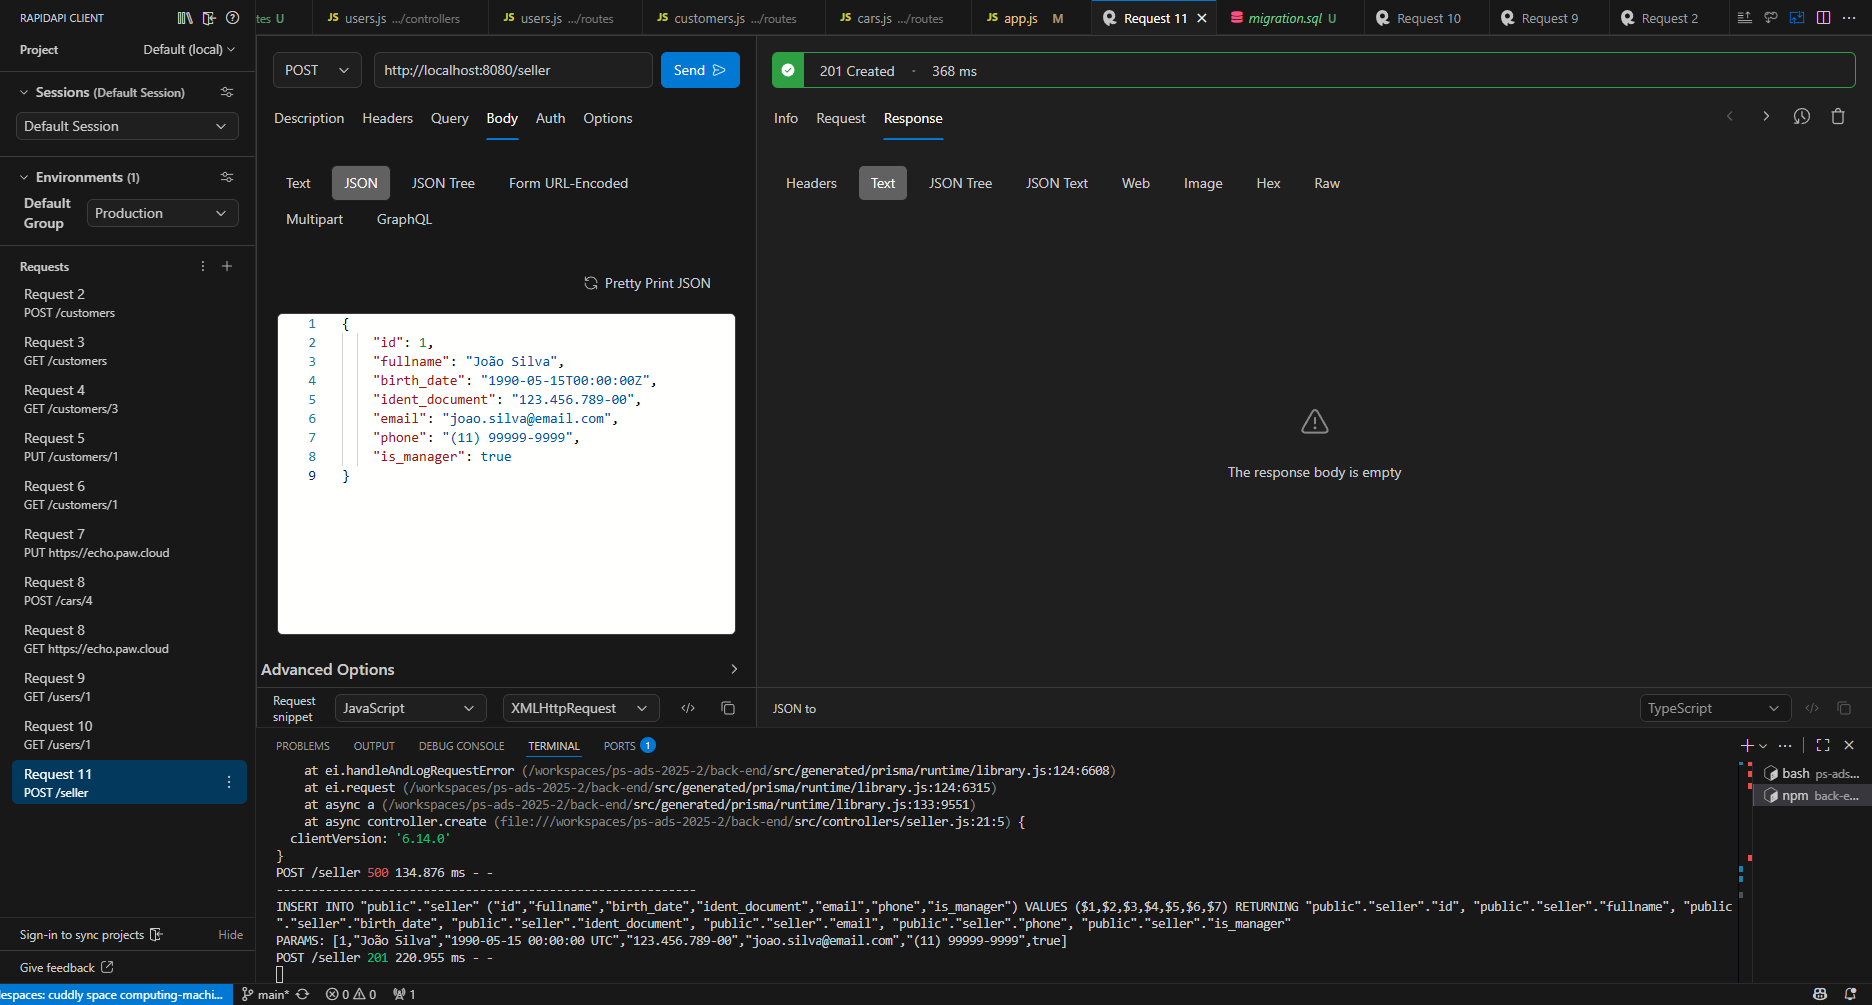 RAPIDAPI CLIENT
Project
Default (local)
Sessions (Default Session)
Default Session
Environments (1)
Default Group
Production
Requests
Request 2
POST /customers
Request 3
GET /customers
Request 4
GET /customers/3
Request 5
PUT /customers/1
Request 6
GET /customers/1
Request 7
PUT https://echo.paw.cloud
Request 8
POST /cars/4
Request 8
GET https://echo.paw.cloud
Request 9
GET /users/1
Request 10
GET /users/1
Request 11
POST /seller
Sign-in to sync projects
Hide
Give feedback
tes U
JS users.js .../controllers
JS users.js .../routes
JS customers.js .../routes
JS cars.js .../routes
JS app.js M
Request 11
migration.sql U
Request 10
Request 9
Request 2
POST
http://localhost:8080/seller
Send
Description Headers Query Body Auth Options
Text JSON JSON Tree Form URL-Encoded
Multipart GraphQL
Pretty Print JSON
1 {
2 "id": 1,
3 "fullname": "João Silva",
4 "birth_date": "1990-05-15T00:00:00Z",
5 "ident_document": "123.456.789-00",
6 "email": "joao.silva@email.com",
7 "phone": "(11) 99999-9999",
8 "is_manager": true
9 }
Advanced Options
Request snippet
JavaScript
XMLHttpRequest
201 Created · 368 ms
Info Request Response
Headers Text JSON Tree JSON Text Web Image Hex Raw
The response body is empty
JSON to
TypeScript
PROBLEMS OUTPUT DEBUG CONSOLE TERMINAL PORTS 1
at ei.handleAndLogRequestError (/workspaces/ps-ads-2025-2/back-end/src/generated/prisma/runtime/library.js:124:6608)
at ei.request (/workspaces/ps-ads-2025-2/back-end/src/generated/prisma/runtime/library.js:124:6315)
at async a (/workspaces/ps-ads-2025-2/back-end/src/generated/prisma/runtime/library.js:133:9551)
at async controller.create (file:///workspaces/ps-ads-2025-2/back-end/src/controllers/seller.js:21:5) {
clientVersion: '6.14.0'
}
POST /seller 500 134.876 ms - -
------------------------------------------------------------
INSERT INTO "public"."seller" ("id","fullname","birth_date","ident_document","email","phone","is_manager") VALUES ($1,$2,$3,$4,$5,$6,$7) RETURNING "public"."seller"."id", "public"."seller"."fullname", "public
"."seller"."birth_date", "public"."seller"."ident_document", "public"."seller"."email", "public"."seller"."phone", "public"."seller"."is_manager"
PARAMS: [1,"João Silva","1990-05-15 00:00:00 UTC","123.456.789-00","joao.silva@email.com","(11) 99999-9999",true]
POST /seller 201 220.955 ms - -
bash ps-ads...
npm back-e...
espaces: cuddly space computing-machi...
main*
0 0
1